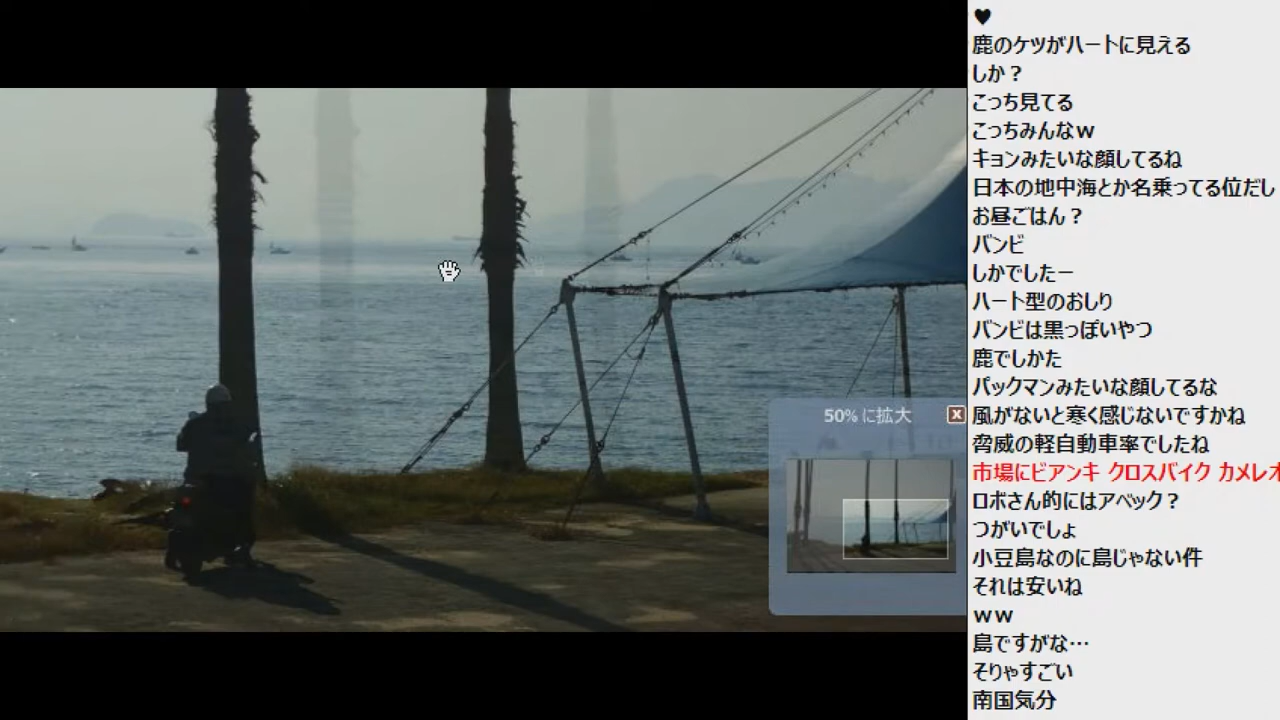 ♥
鹿のケツがハートに見える
しか？
こっち見てる
こっちみんなｗ
キョンみたいな顔してるね
日本の地中海とか名乗ってる位だし
お昼ごはん？
バンビ
しかでしたー
ハート型のおしり
バンビは黒っぽいやつ
鹿でしかた
パックマンみたいな顔してるな
風がないと寒く感じないですかね
脅威の軽自動車率でしたね
市場にビアンキ クロスバイク カメレオ
ロボさん的にはアベック？
つがいでしょ
小豆島なのに島じゃない件
それは安いね
ｗｗ
島ですがな…
そりゃすごい
南国気分
50% に拡大